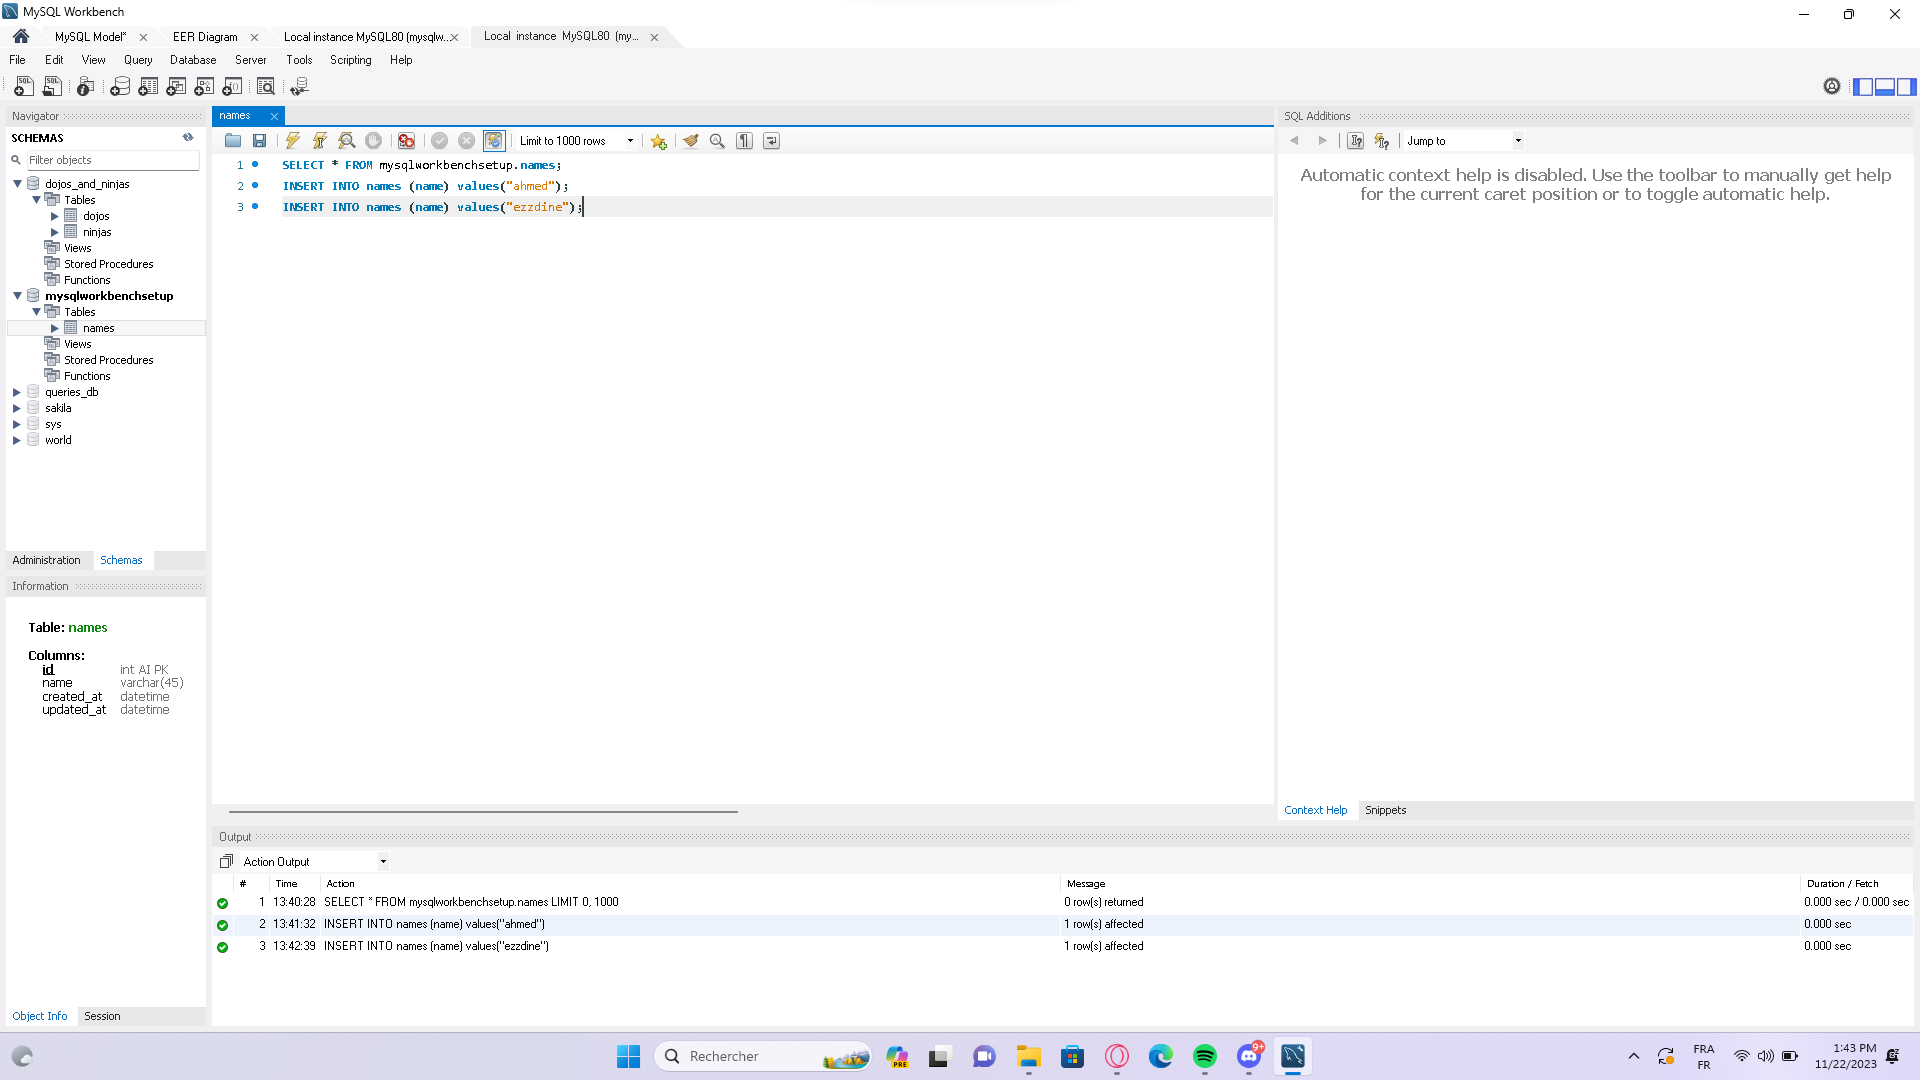 MySQL Workbench
MySQL Model* EER Diagram Local instance MySQL80 (mysqlw... Local instance MySQL80 (my...
File Edit View Query Database Server Tools Scripting Help
Navigator
SCHEMAS
Filter objects
dojos_and_ninjas
Tables
dojos
ninjas
Views
Stored Procedures
Functions
mysqlworkbenchsetup
Tables
names
Views
Stored Procedures
Functions
queries_db
sakila
sys
world
Administration Schemas
Information
Table: names
Columns:
id int AI PK
name varchar(45)
created_at datetime
updated_at datetime
Object Info Session
names
Limit to 1000 rows
1 SELECT * FROM mysqlworkbenchsetup.names;
2 INSERT INTO names (name) values("ahmed");
3 INSERT INTO names (name) values("ezzdine");
SQL Additions
Jump to
Automatic context help is disabled. Use the toolbar to manually get help
for the current caret position or to toggle automatic help.
Context Help Snippets
Output
Action Output
# Time Action Message Duration / Fetch
1 13:40:28 SELECT * FROM mysqlworkbenchsetup.names LIMIT 0, 1000 0 row(s) returned 0.000 sec / 0.000 sec
2 13:41:32 INSERT INTO names (name) values("ahmed") 1 row(s) affected 0.000 sec
3 13:42:39 INSERT INTO names (name) values("ezzdine") 1 row(s) affected 0.000 sec
Rechercher
PRE
9+
FRA
FR
1:43 PM
11/22/2023